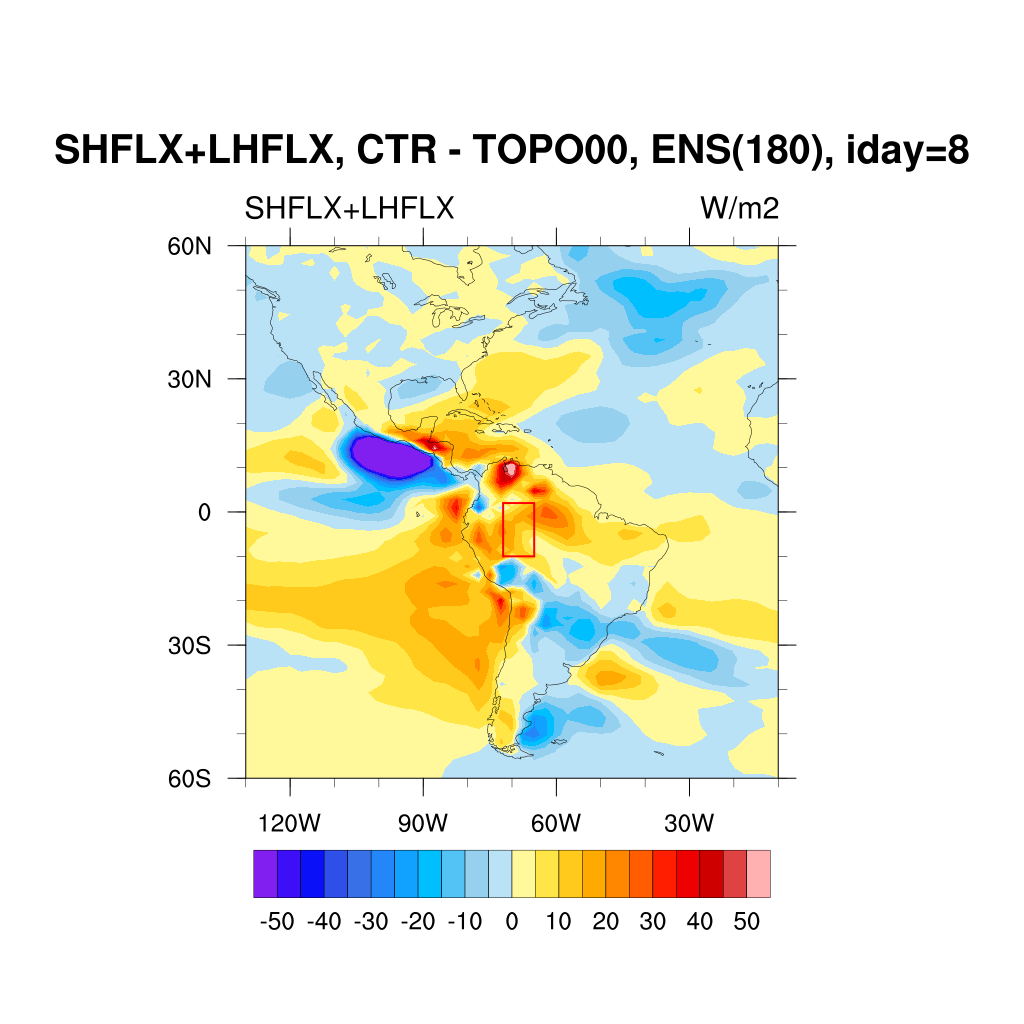 SHFLX+LHFLX, CTR - TOPO00, ENS(180), iday=8
SHFLX+LHFLX W/m2
60N
30N
0
30S
60S
120W 90W 60W 30W
-50 -40 -30 -20 -10 0 10 20 30 40 50